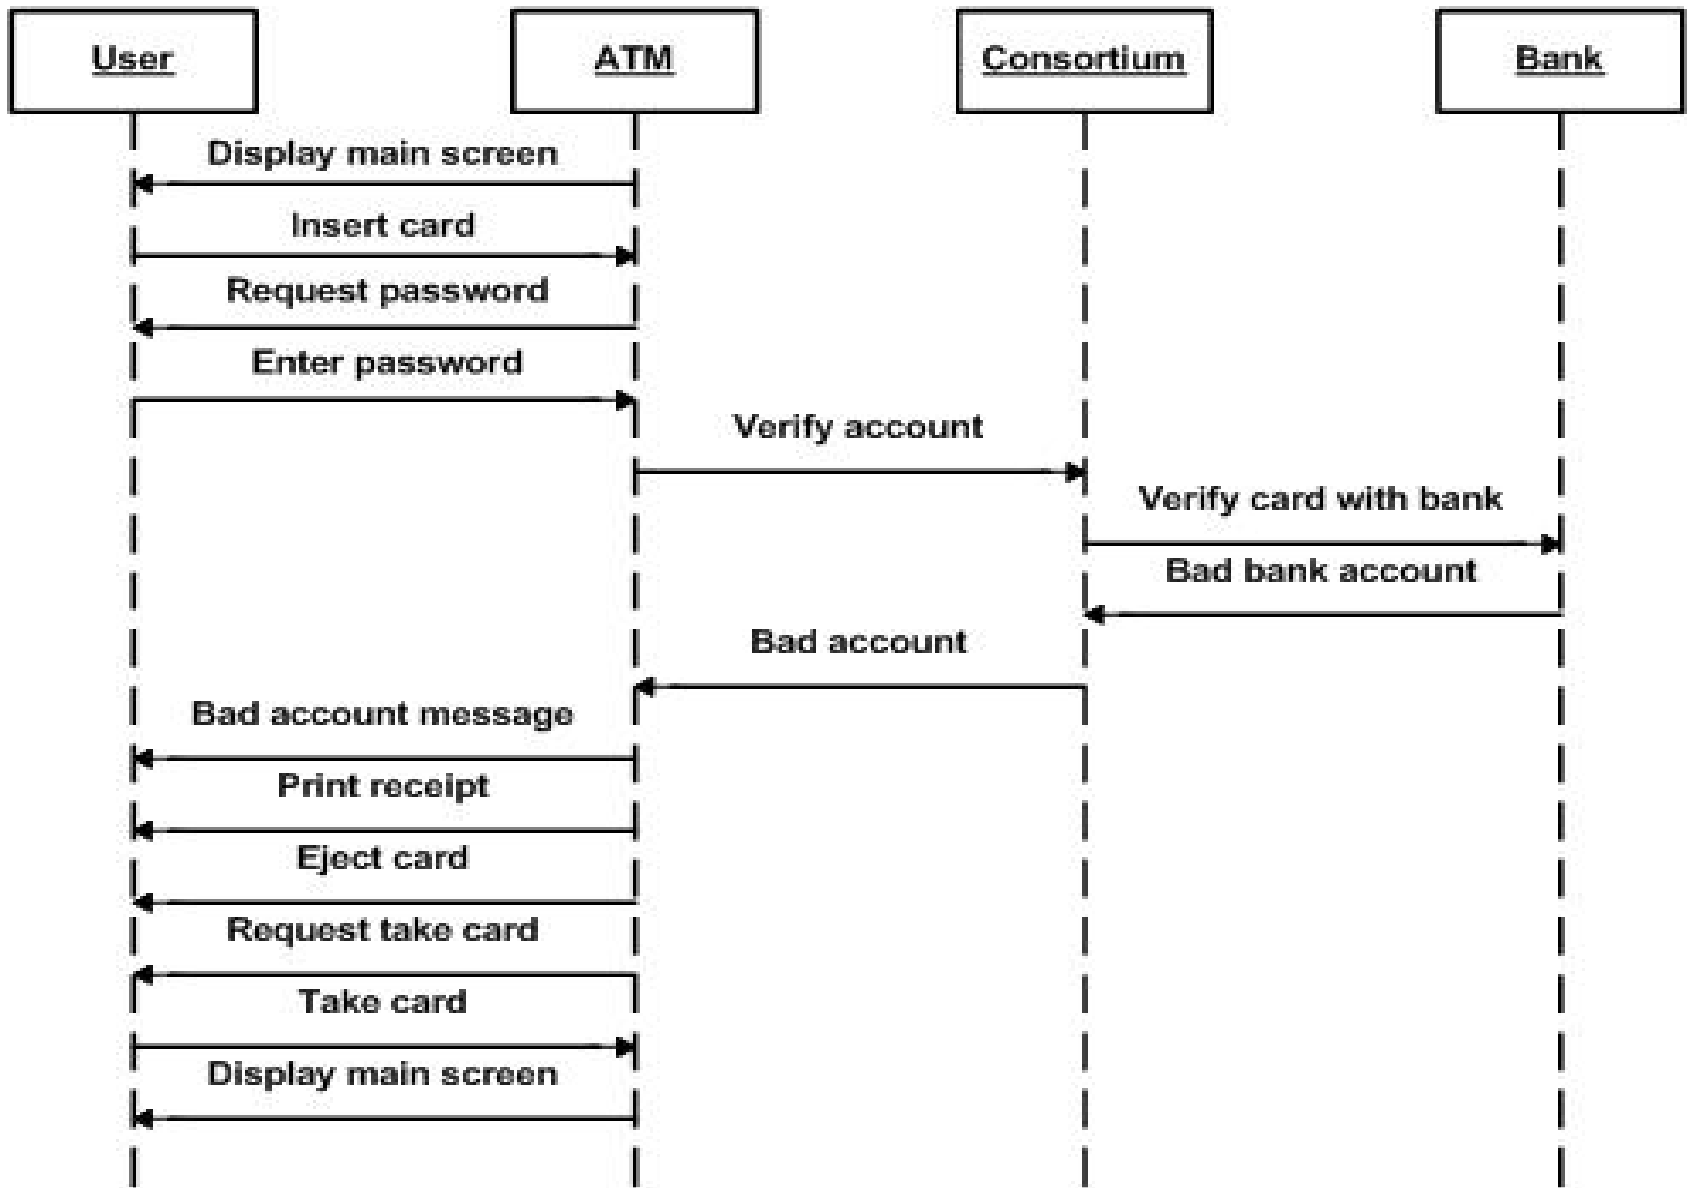 User
ATM
Consortium
Bank
Display main screen
Insert card
Request password
Enter password
Verify account
Verify card with bank
Bad bank account
Bad account
Bad account message
Print receipt
Eject card
Request take card
Take card
Display main screen